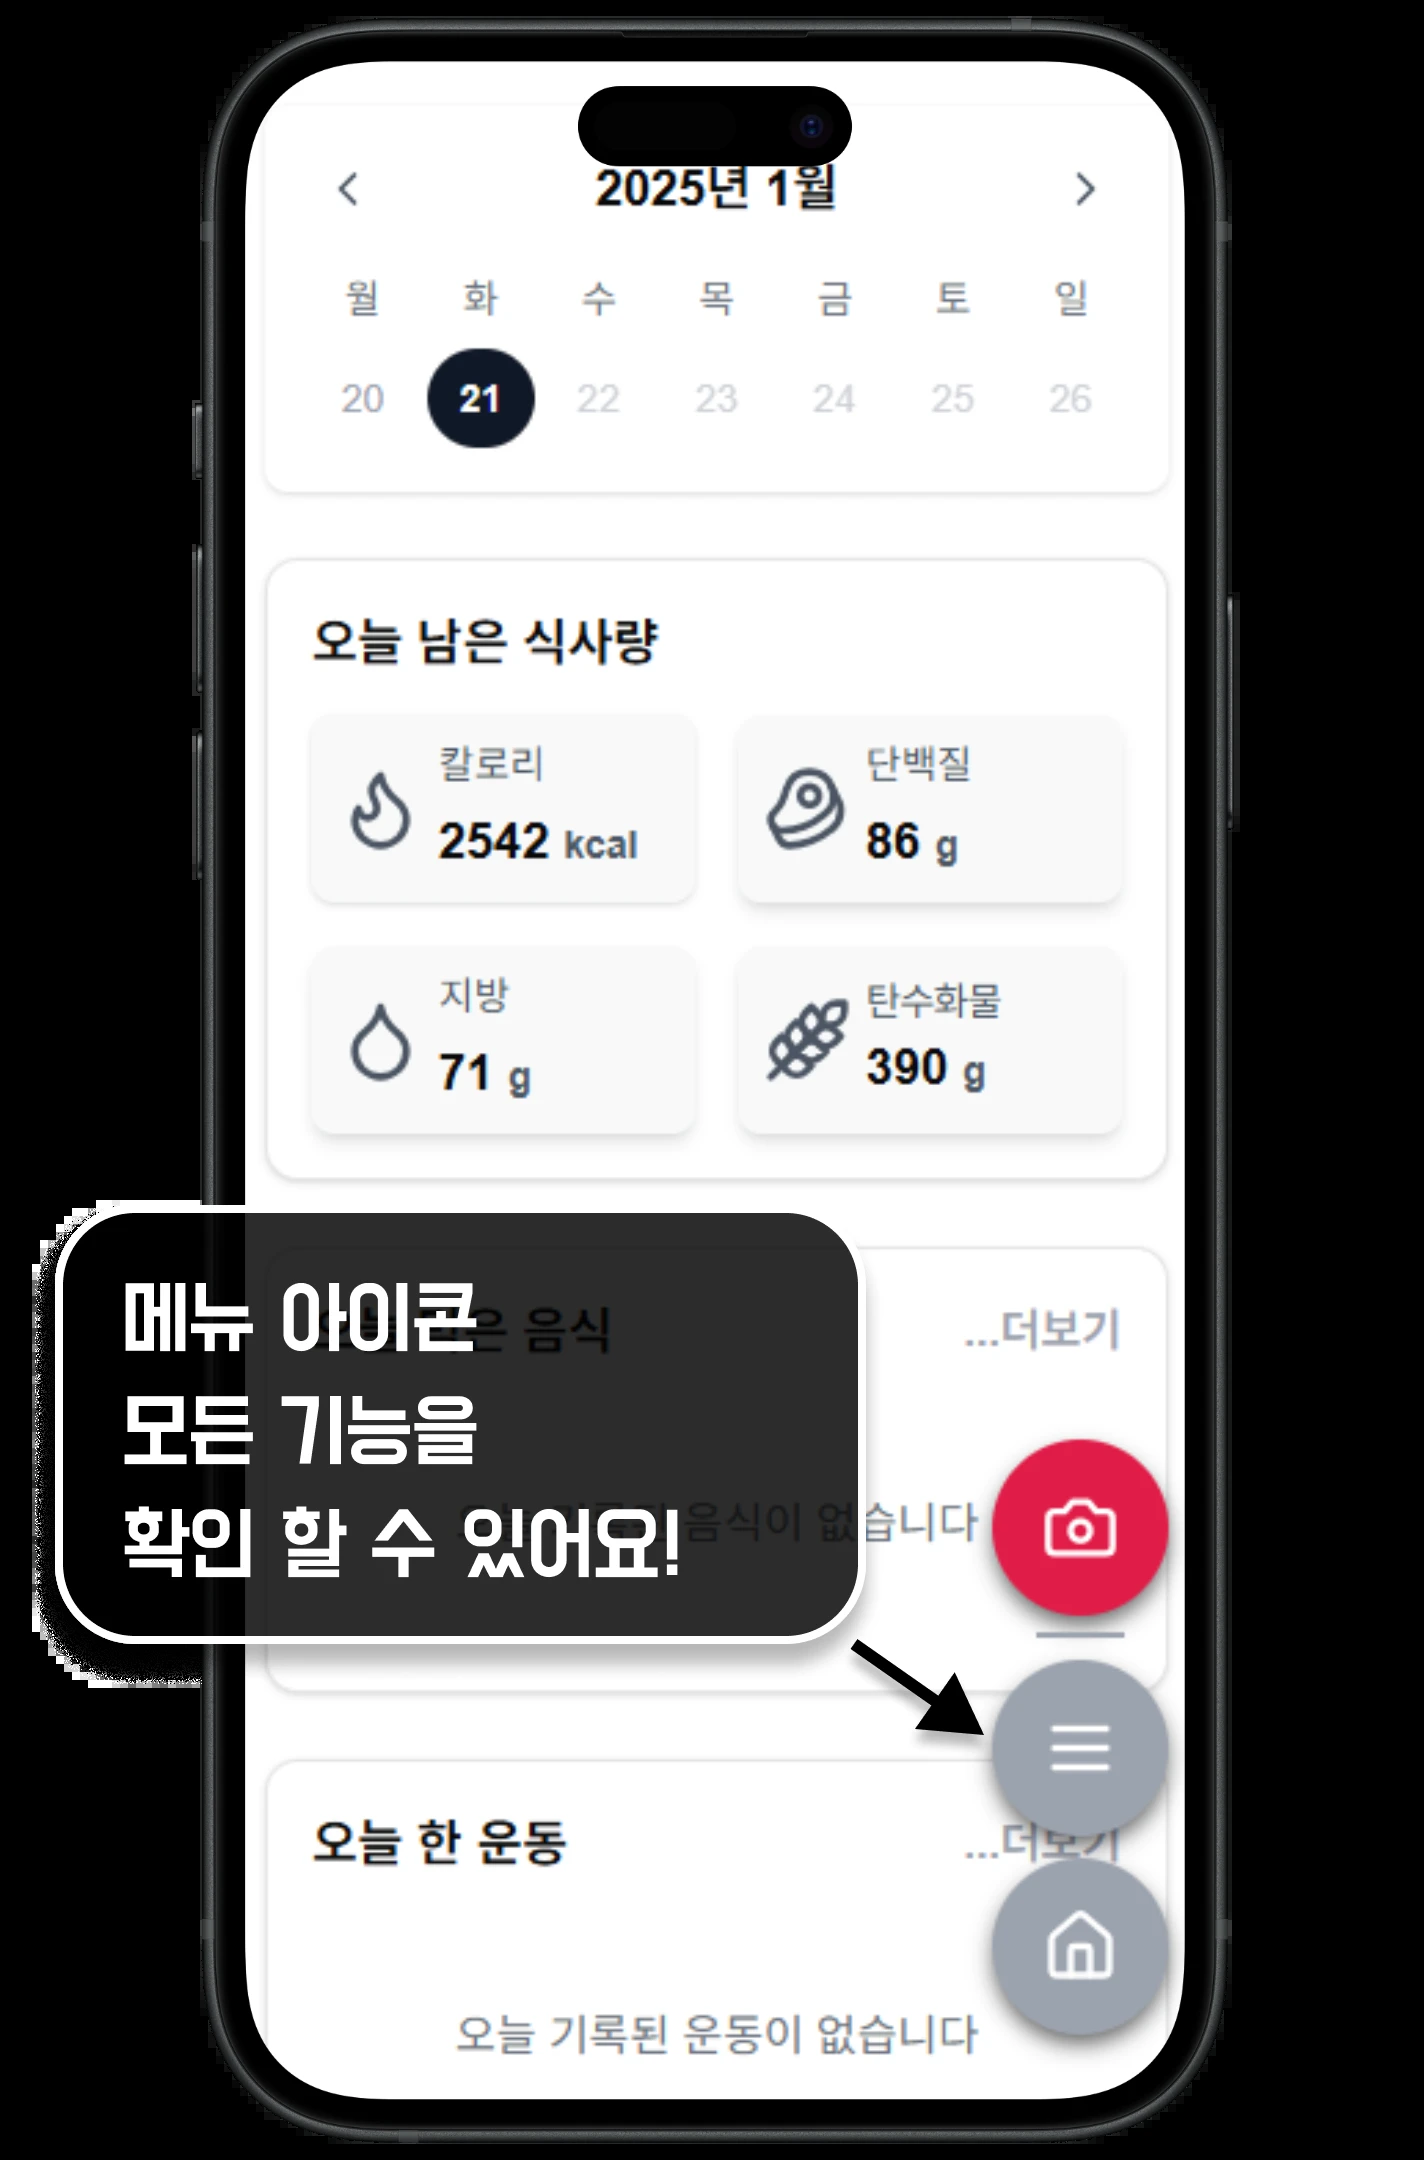 2025년 1월
월 화 수 목 금 토 일
20 21 22 23 24 25 26
오늘 남은 식사량
칼로리
2542 kcal
단백질
86 g
지방
71 g
탄수화물
390 g
은 음식
...더보기
메뉴 아이콘
모든 기능을
확인 할 수 있어요!
음식이 없습니다
오늘 한 운동
...더보기
오늘 기록된 운동이 없습니다